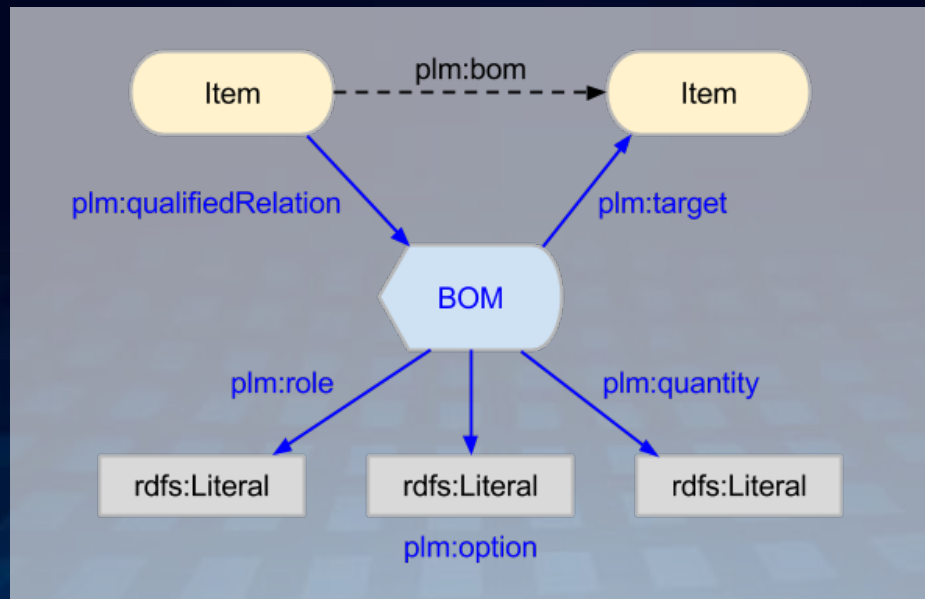 plm:bom
Item
Item
plm:qualifiedRelation
plm:target
BOM
plm:role
plm:quantity
rdfs:Literal
rdfs:Literal
rdfs:Literal
plm:option